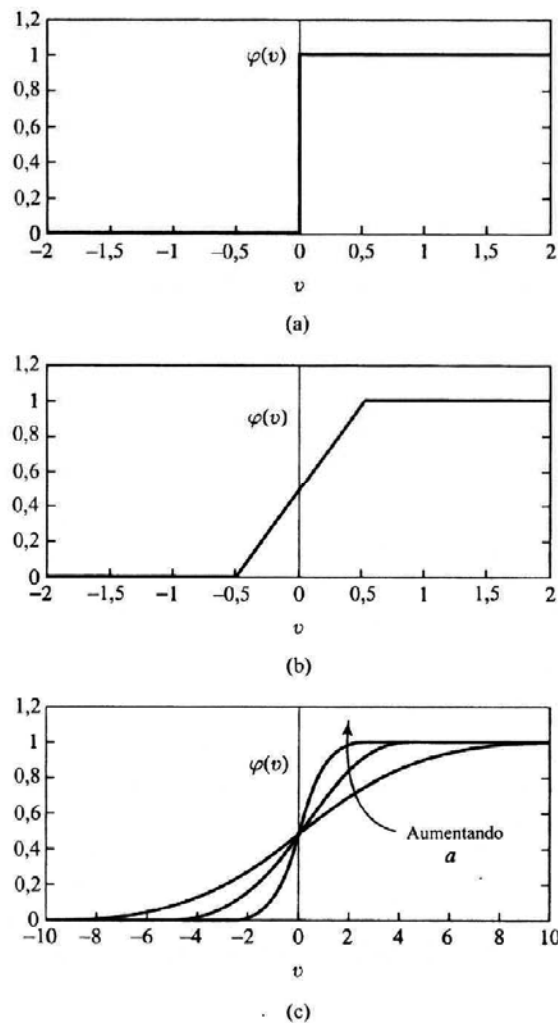 1,2
1
φ(v)
0,8
0,6
0,4
0,2
0
–2 –1,5 –1 –0,5 0 0,5 1 1,5 2
v
(a)
1,2
1
φ(v)
0,8
0,6
0,4
0,2
0
–2 –1,5 –1 –0,5 0 0,5 1 1,5 2
v
(b)
1,2
1
φ(v)
0,8
0,6
0,4
Aumentando
a
0,2
0
–10 –8 –6 –4 –2 0 2 4 6 8 10
v
(c)